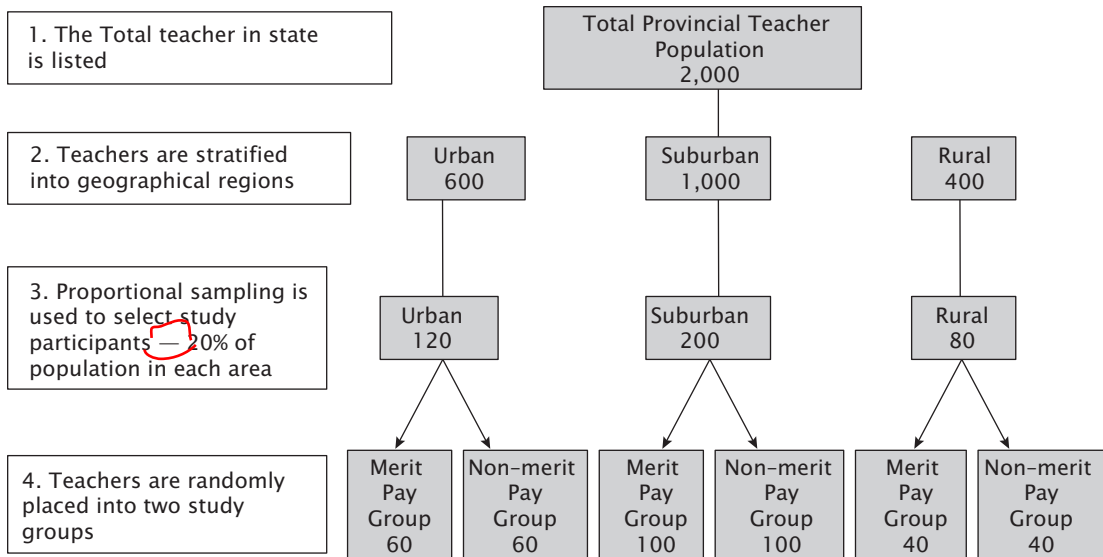 1. The Total teacher in state
is listed
Total Provincial Teacher
Population
2,000
2. Teachers are stratified
into geographical regions
Urban
600
Suburban
1,000
Rural
400
3. Proportional sampling is
used to select study
participants — 20% of
population in each area
Urban
120
Suburban
200
Rural
80
4. Teachers are randomly
placed into two study
groups
Merit
Pay
Group
60
Non-merit
Pay
Group
60
Merit
Pay
Group
100
Non-merit
Pay
Group
100
Merit
Pay
Group
40
Non-merit
Pay
Group
40